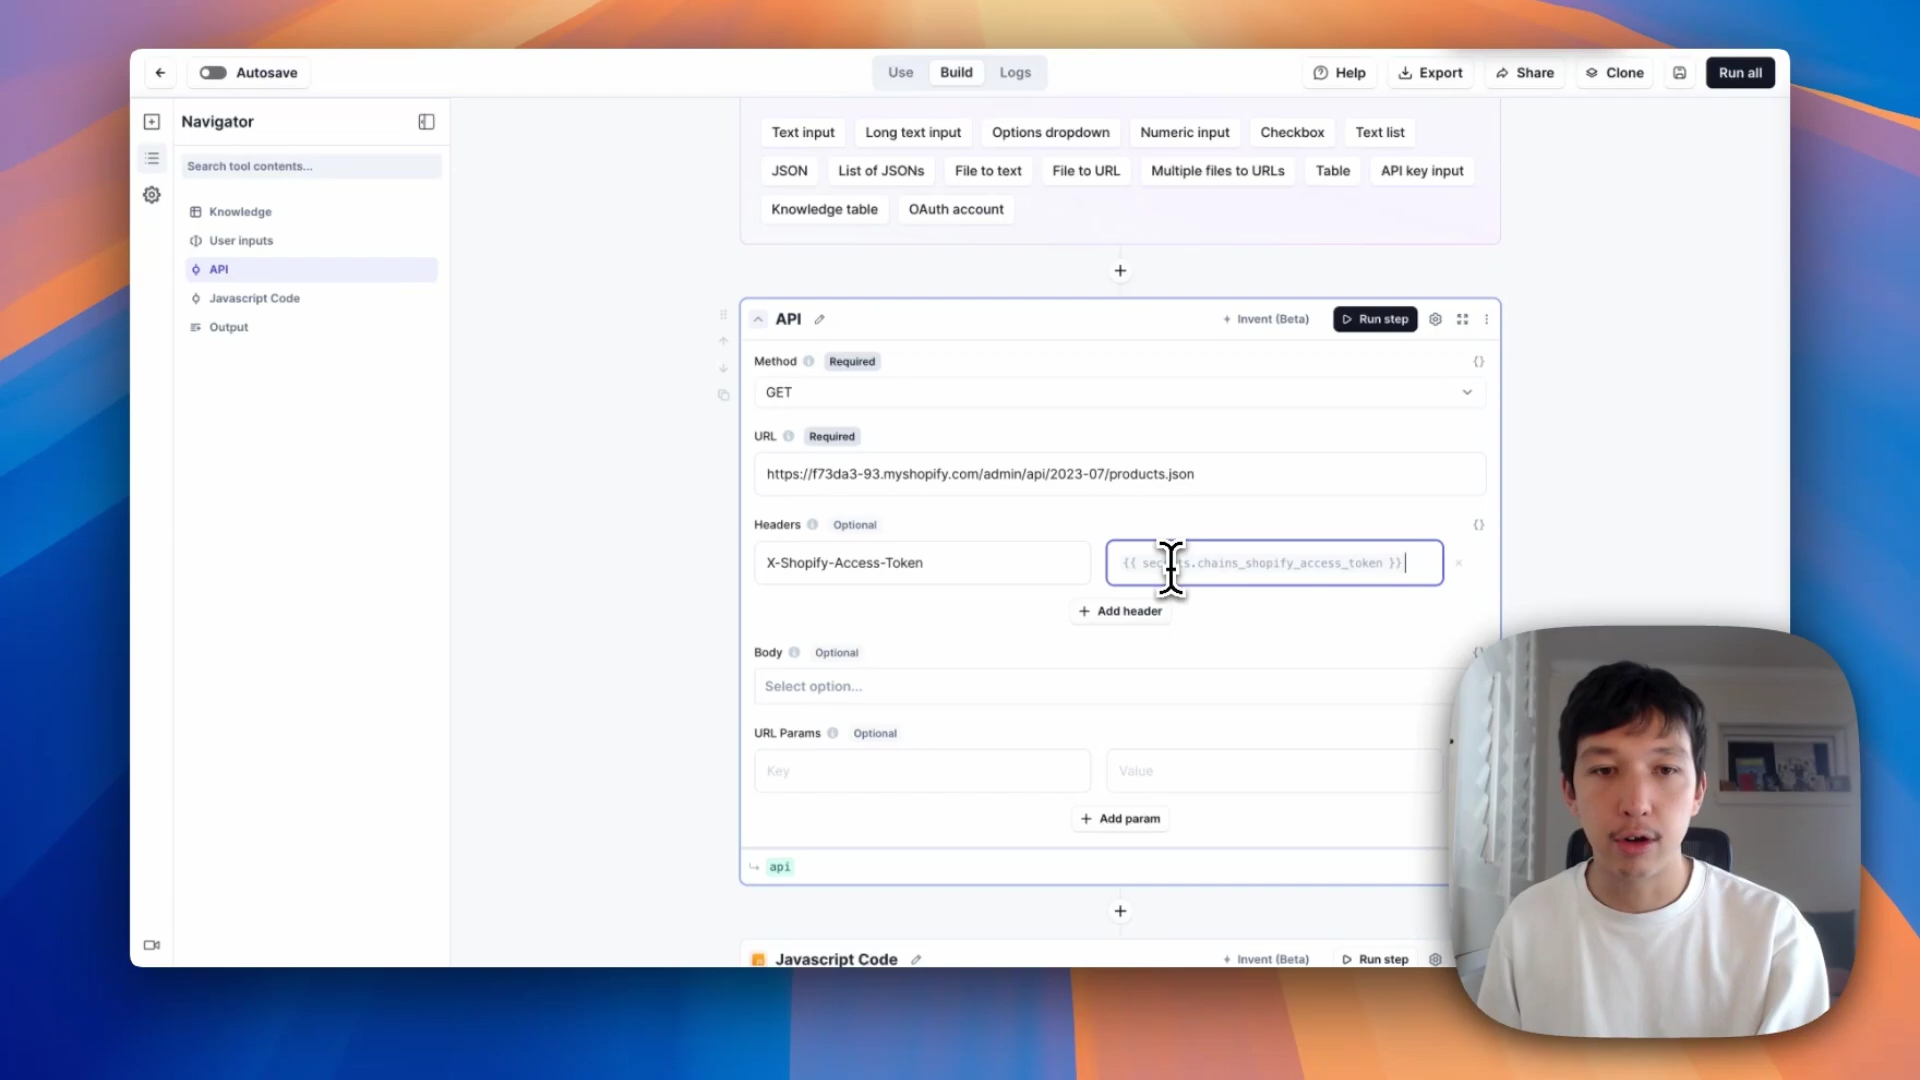 Autosave
Use Build Logs
Help Export Share Clone Run all
Navigator
Search tool contents...
Knowledge
User inputs
API
Javascript Code
Output
Text input Long text input Options dropdown Numeric input Checkbox Text list
JSON List of JSONs File to text File to URL Multiple files to URLs Table API key input
Knowledge table OAuth account
API Invent (Beta) Run step
Method Required {}
GET
URL Required
https://f73da3-93.myshopify.com/admin/api/2023-07/products.json
Headers Optional {}
X-Shopify-Access-Token {{ .chains_shopify_access_token }}
+ Add header
Body Optional
Select option...
URL Params Optional
Key Value
+ Add param
api
Javascript Code Invent (Beta) Run step